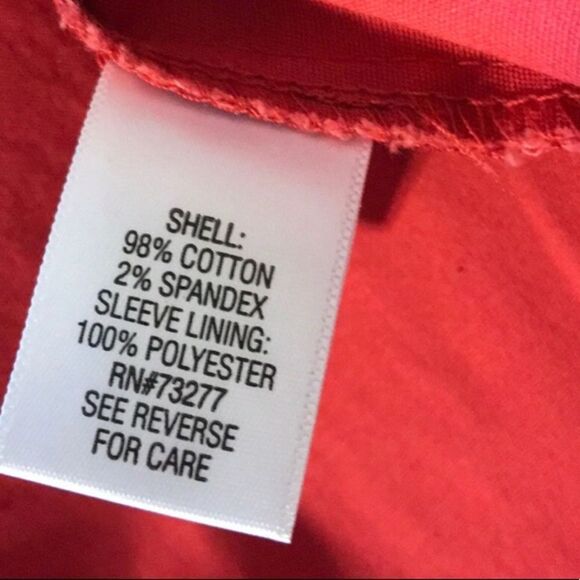 SHELL:
98% COTTON
2% SPANDEX
SLEEVE LINING:
100% POLYESTER
RN#73277
SEE REVERSE
FOR CARE